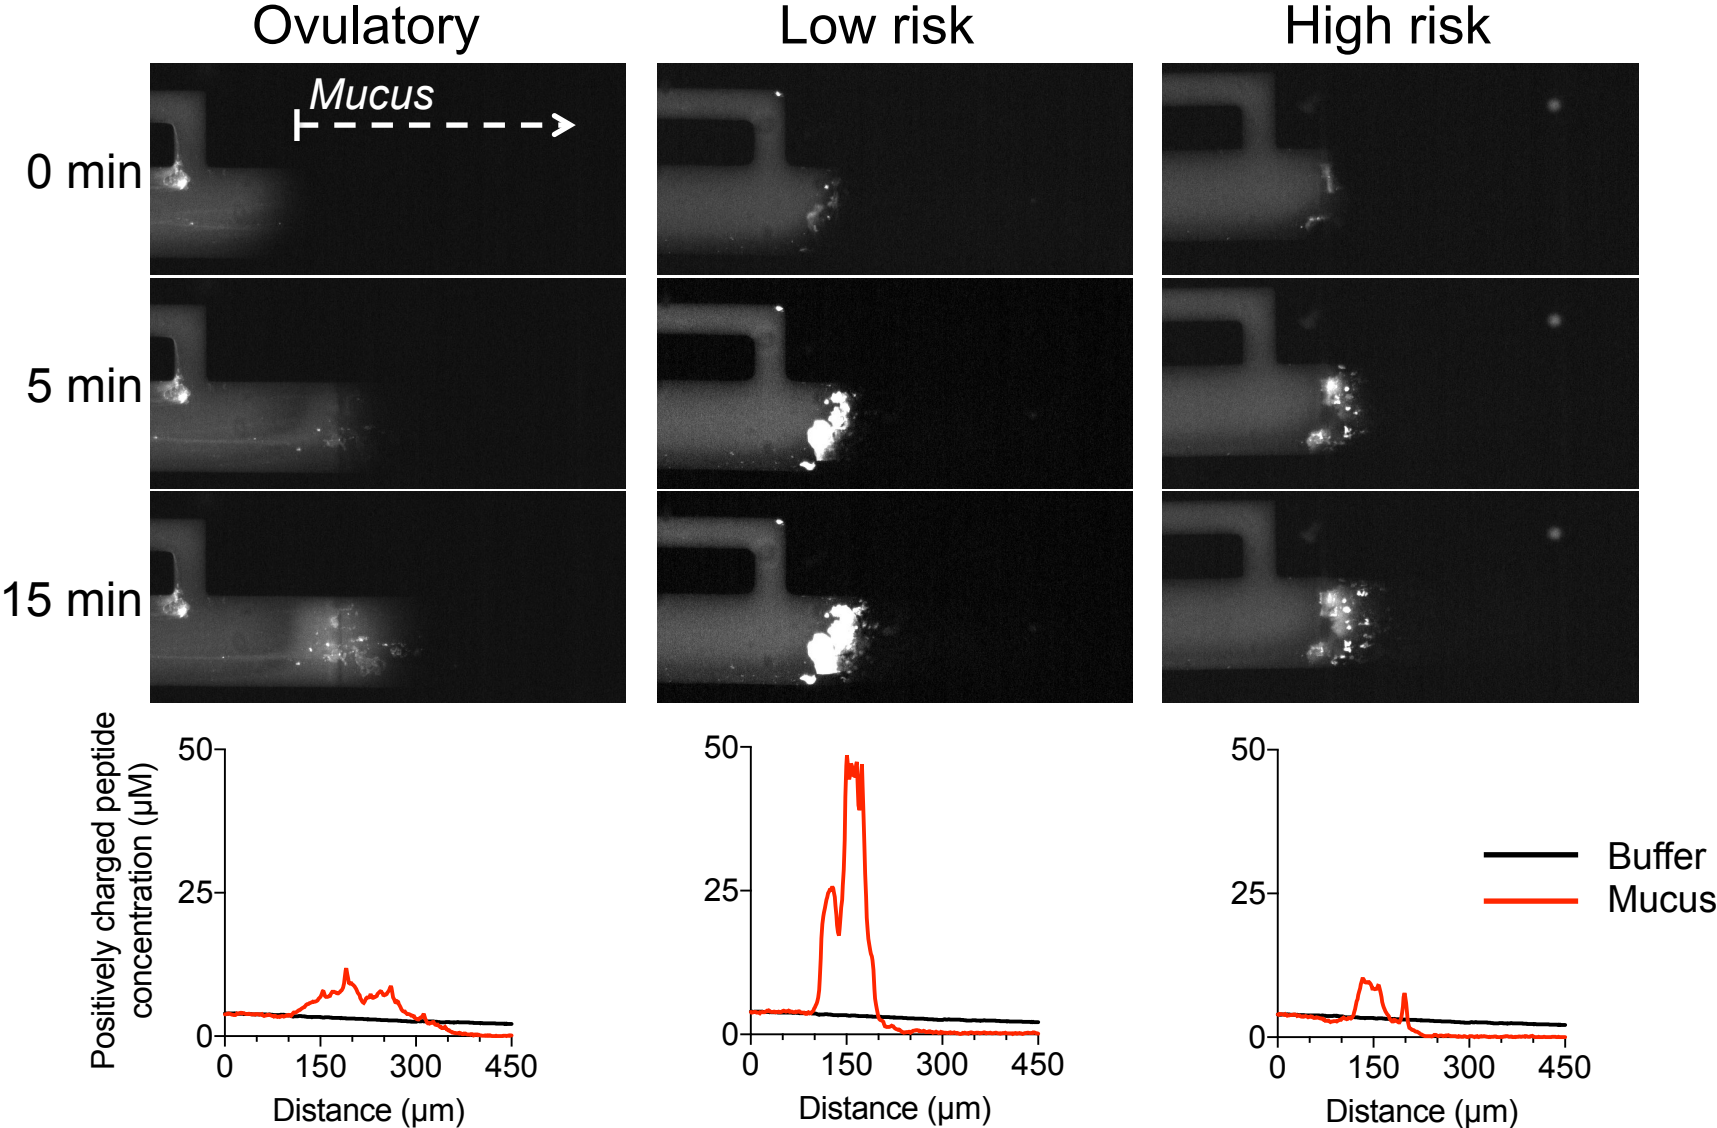 Ovulatory
Low risk
High risk
Mucus
0 min
5 min
15 min
Positively charged peptide
concentration (µM)
50
25
0
0 150 300 450
Distance (µm)
50
25
0
0 150 300 450
Distance (µm)
50
25
0
0 150 300 450
Distance (µm)
Buffer
Mucus